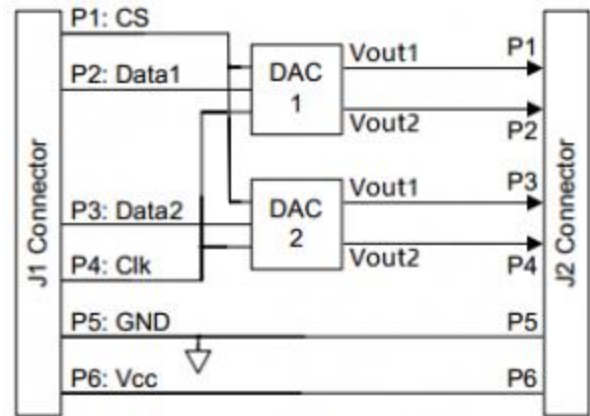 J1 Connector
P1: CS
P2: Data1
P3: Data2
P4: Clk
P5: GND
P6: Vcc
DAC
1
DAC
2
Vout1
Vout2
Vout1
Vout2
P1
P2
P3
P4
P5
P6
J2 Connector